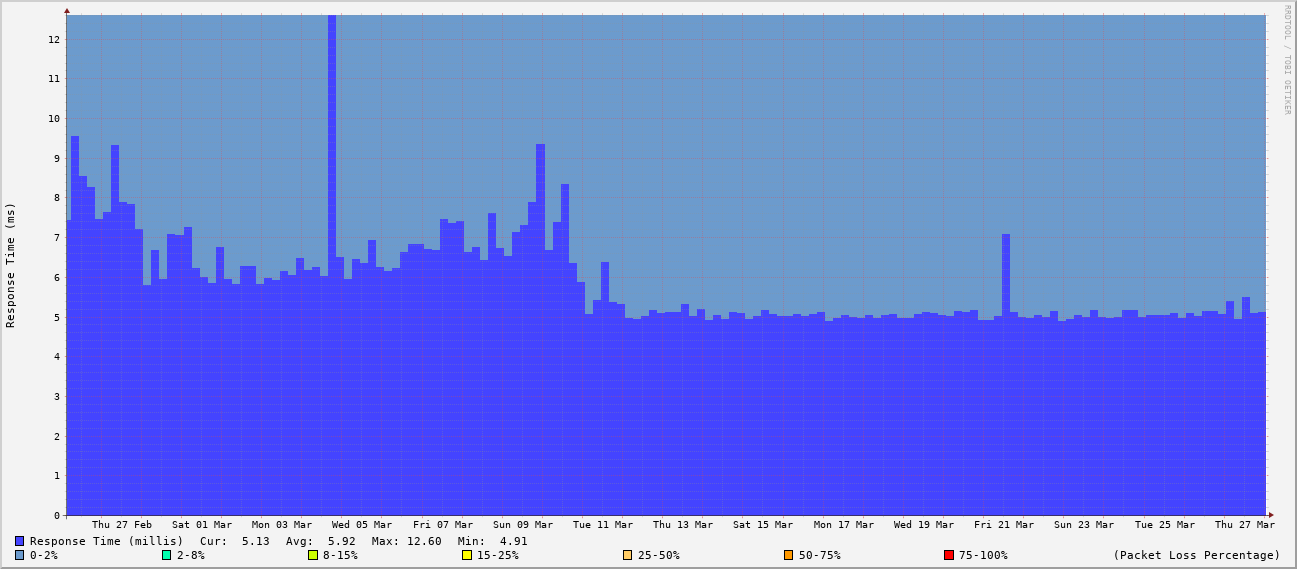 RRDTOOL / TOBI OETIKER
Response Time (ms)
12
11
10
9
8
7
6
5
4
3
2
1
0
Thu 27 Feb Sat 01 Mar Mon 03 Mar Wed 05 Mar Fri 07 Mar Sun 09 Mar Tue 11 Mar Thu 13 Mar Sat 15 Mar Mon 17 Mar Wed 19 Mar Fri 21 Mar Sun 23 Mar Tue 25 Mar Thu 27 Mar
Response Time (millis) Cur: 5.13 Avg: 5.92 Max: 12.60 Min: 4.91
0-2% 2-8% 8-15% 15-25% 25-50% 50-75% 75-100% (Packet Loss Percentage)